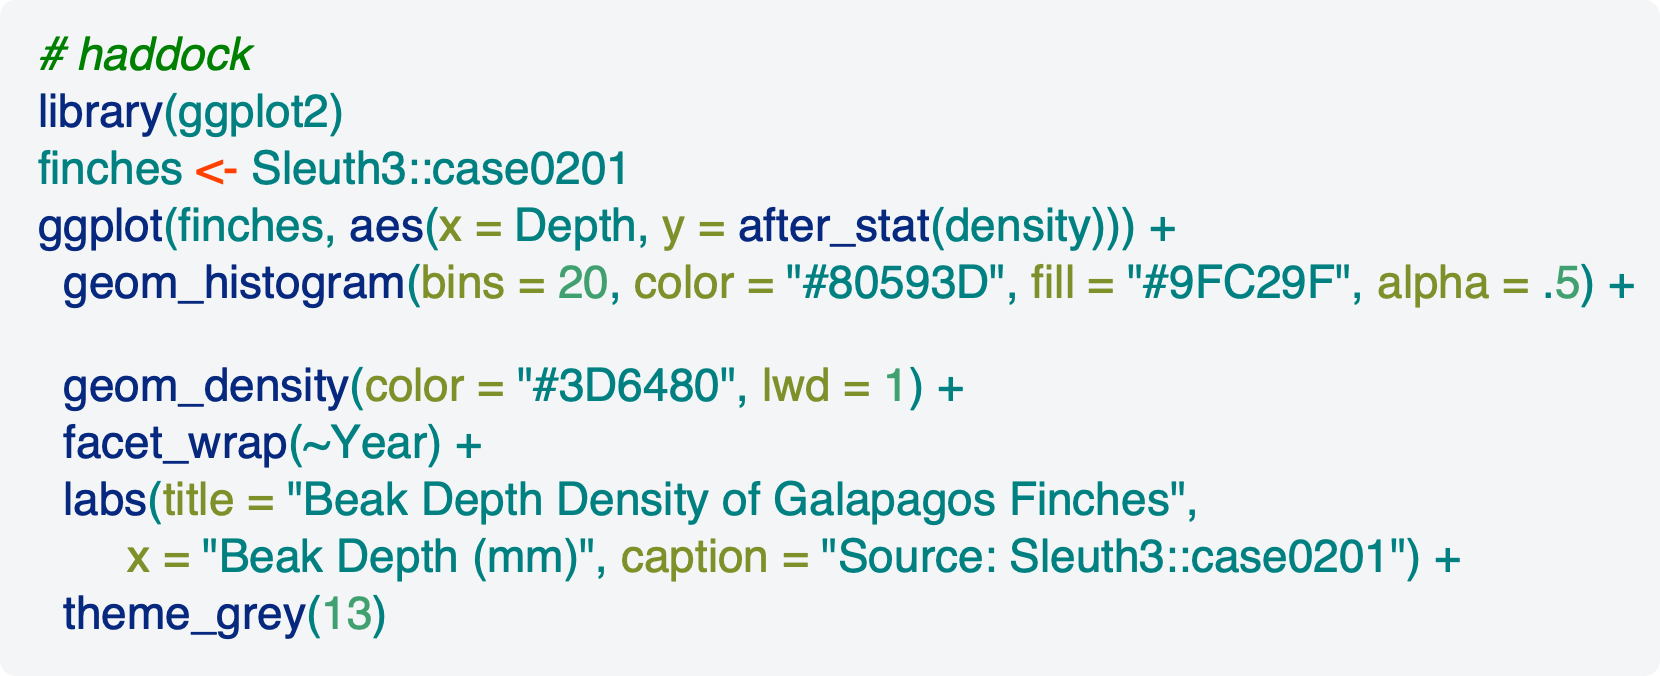 # haddock
library(ggplot2)
finches <- Sleuth3::case0201
ggplot(finches, aes(x = Depth, y = after_stat(density))) +
  geom_histogram(bins = 20, color = "#80593D", fill = "#9FC29F", alpha = .5) +
  geom_density(color = "#3D6480", lwd = 1) +
  facet_wrap(~Year) +
  labs(title = "Beak Depth Density of Galapagos Finches",
       x = "Beak Depth (mm)", caption = "Source: Sleuth3::case0201") +
  theme_grey(13)